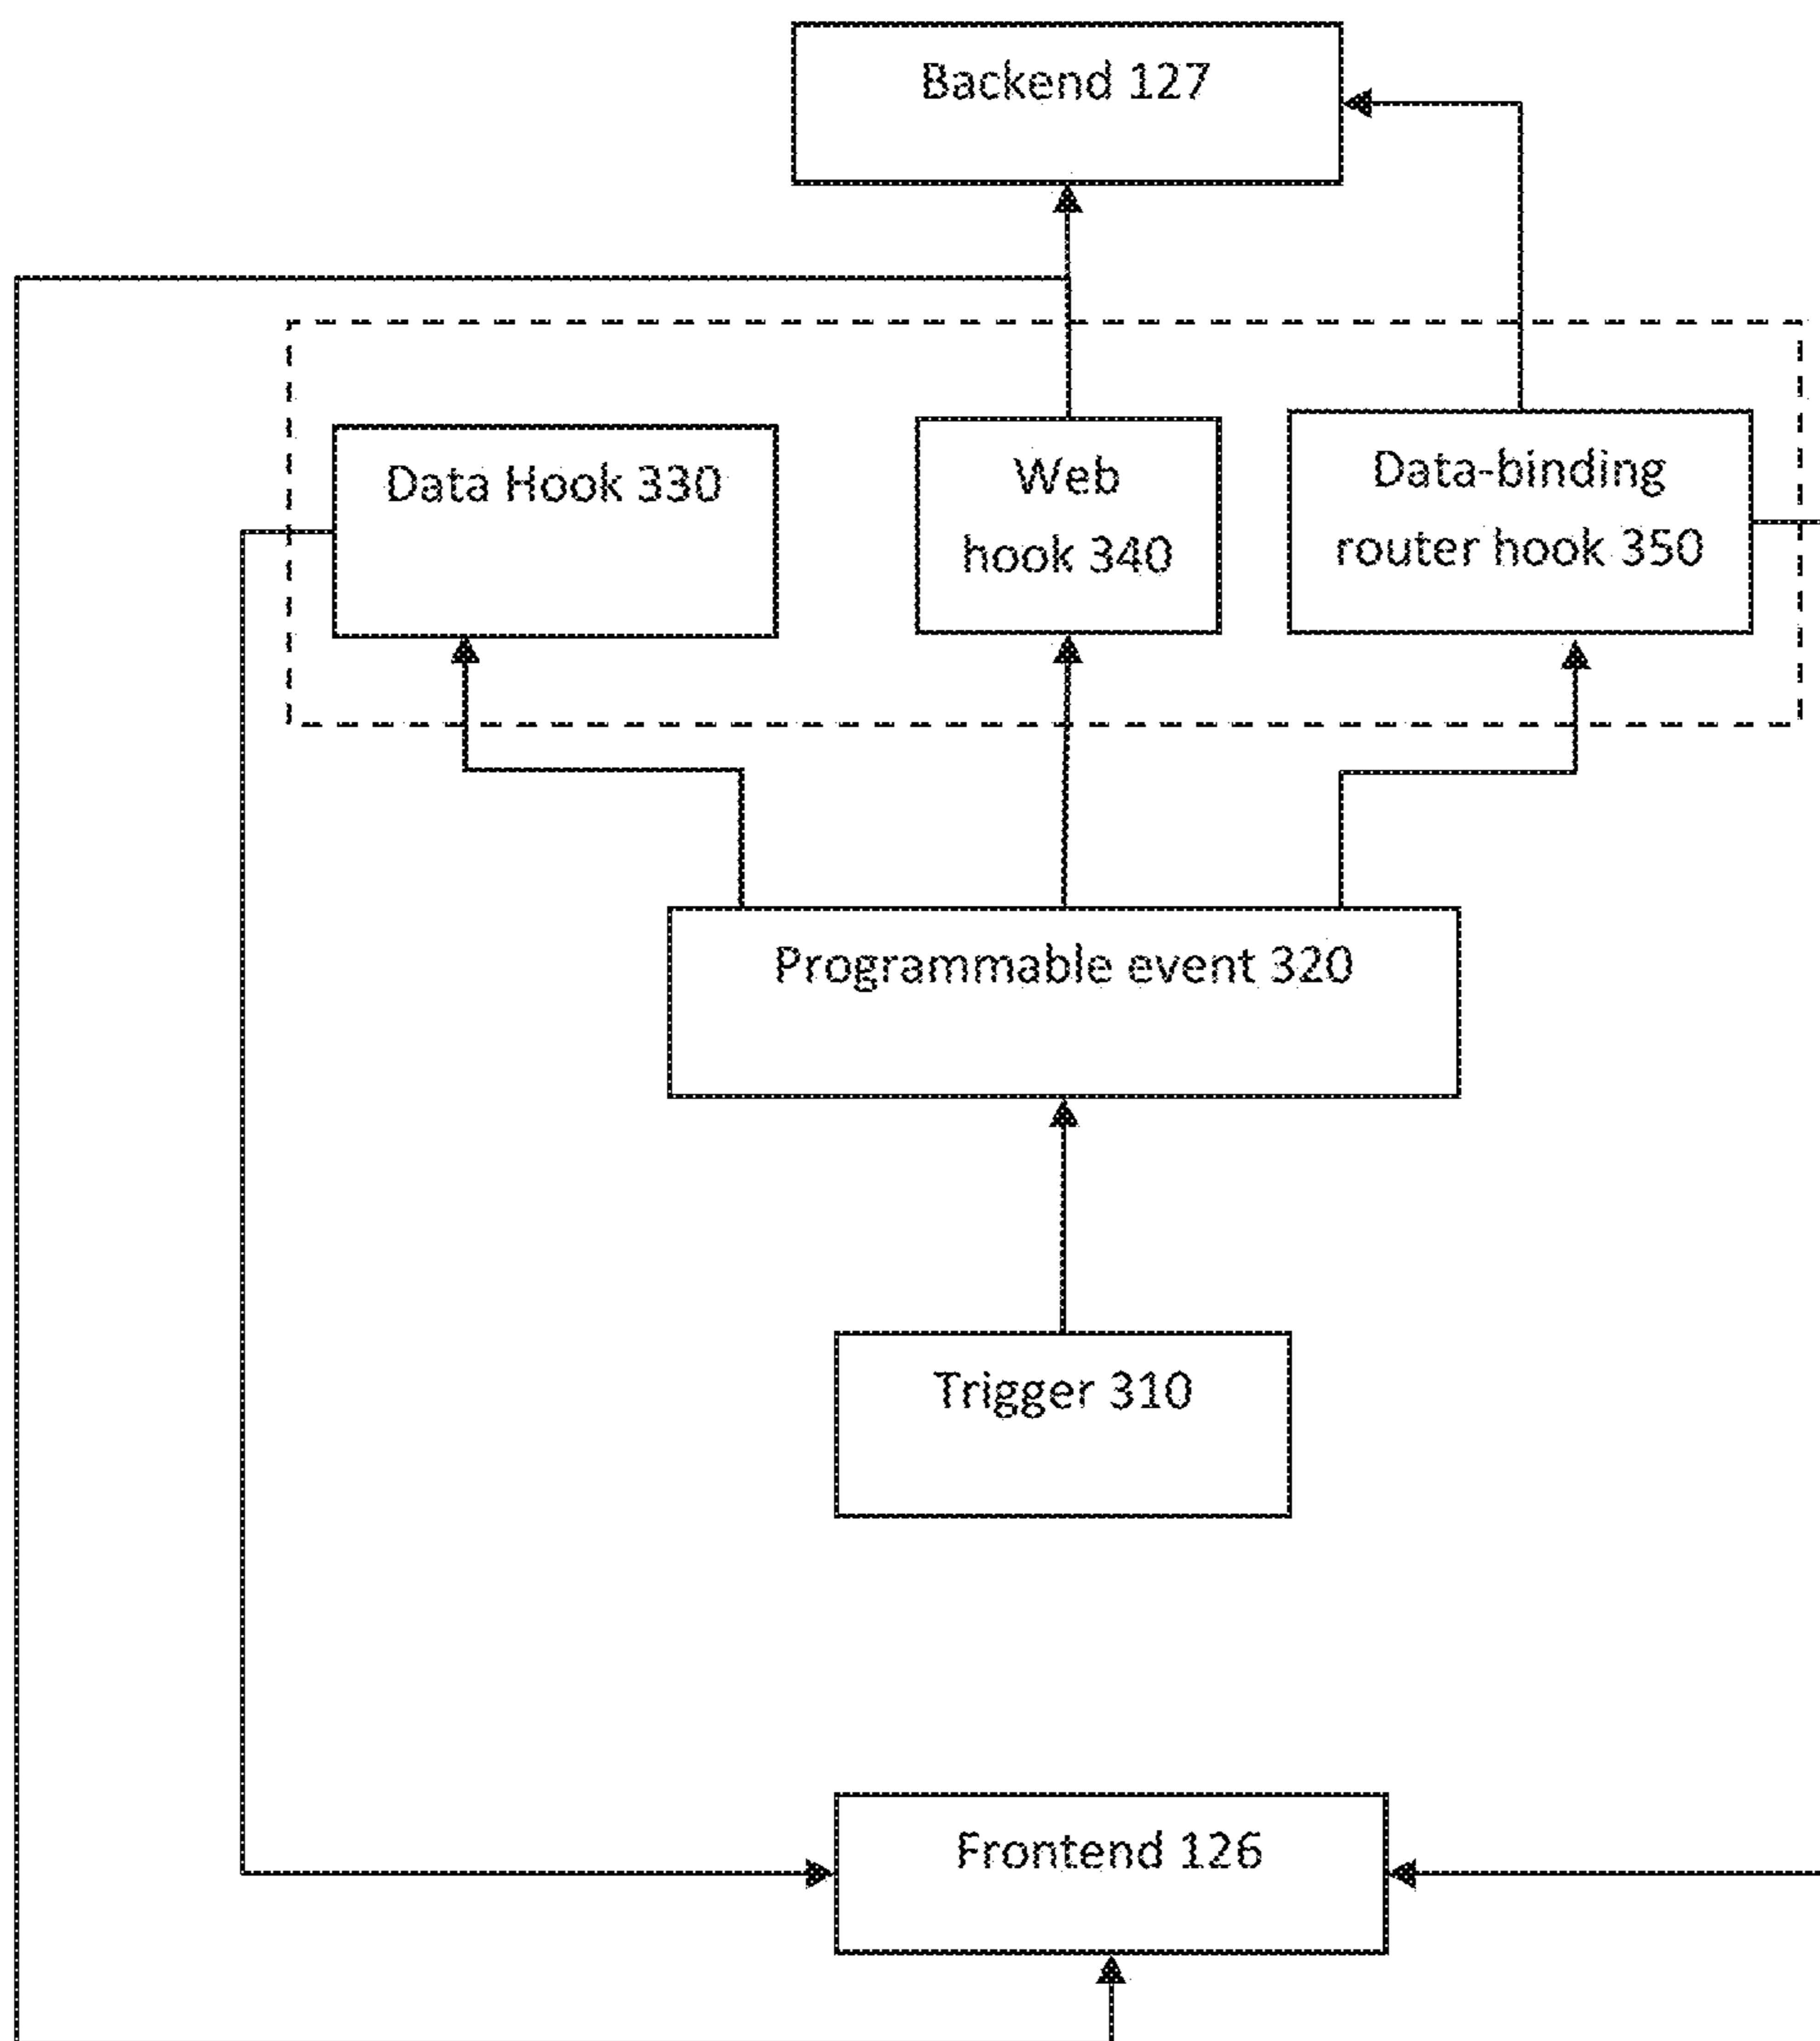 Backend 127
Data Hook 330
Web
hook 340
Data-binding
router hook 350
Programmable event 320
Trigger 310
Frontend 126